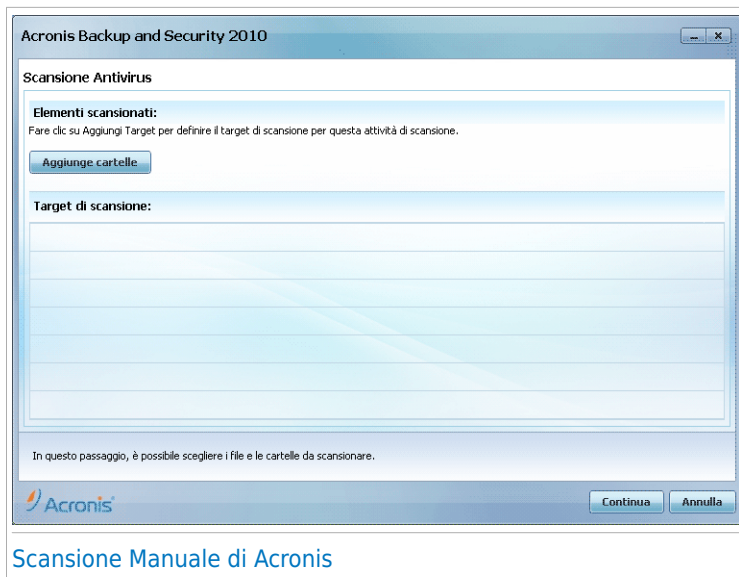 Acronis Backup and Security 2010
Scansione Antivirus
Elementi scansionati:
Fare clic su Aggiungi Target per definire il target di scansione per questa attività di scansione.
Aggiunge cartelle
Target di scansione:
In questo passaggio, è possibile scegliere i file e le cartelle da scansionare.
Acronis
Continua
Annulla
Scansione Manuale di Acronis